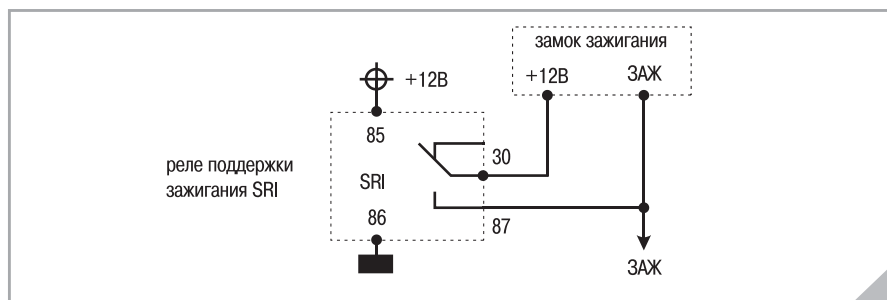 замок зажигания
+12В
ЗАЖ
+12В
85
30
реле поддержки
зажигания SRI
SRI
86
87
ЗАЖ